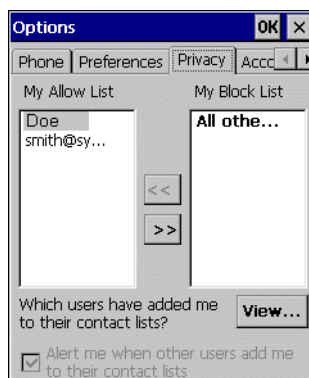 Options OK ×
Phone Preferences Privacy Acco
My Allow List My Block List
Doe All othe...
smith@sy...
<<
>>
Which users have added me
to their contact lists? View...
Alert me when other users add me
to their contact lists